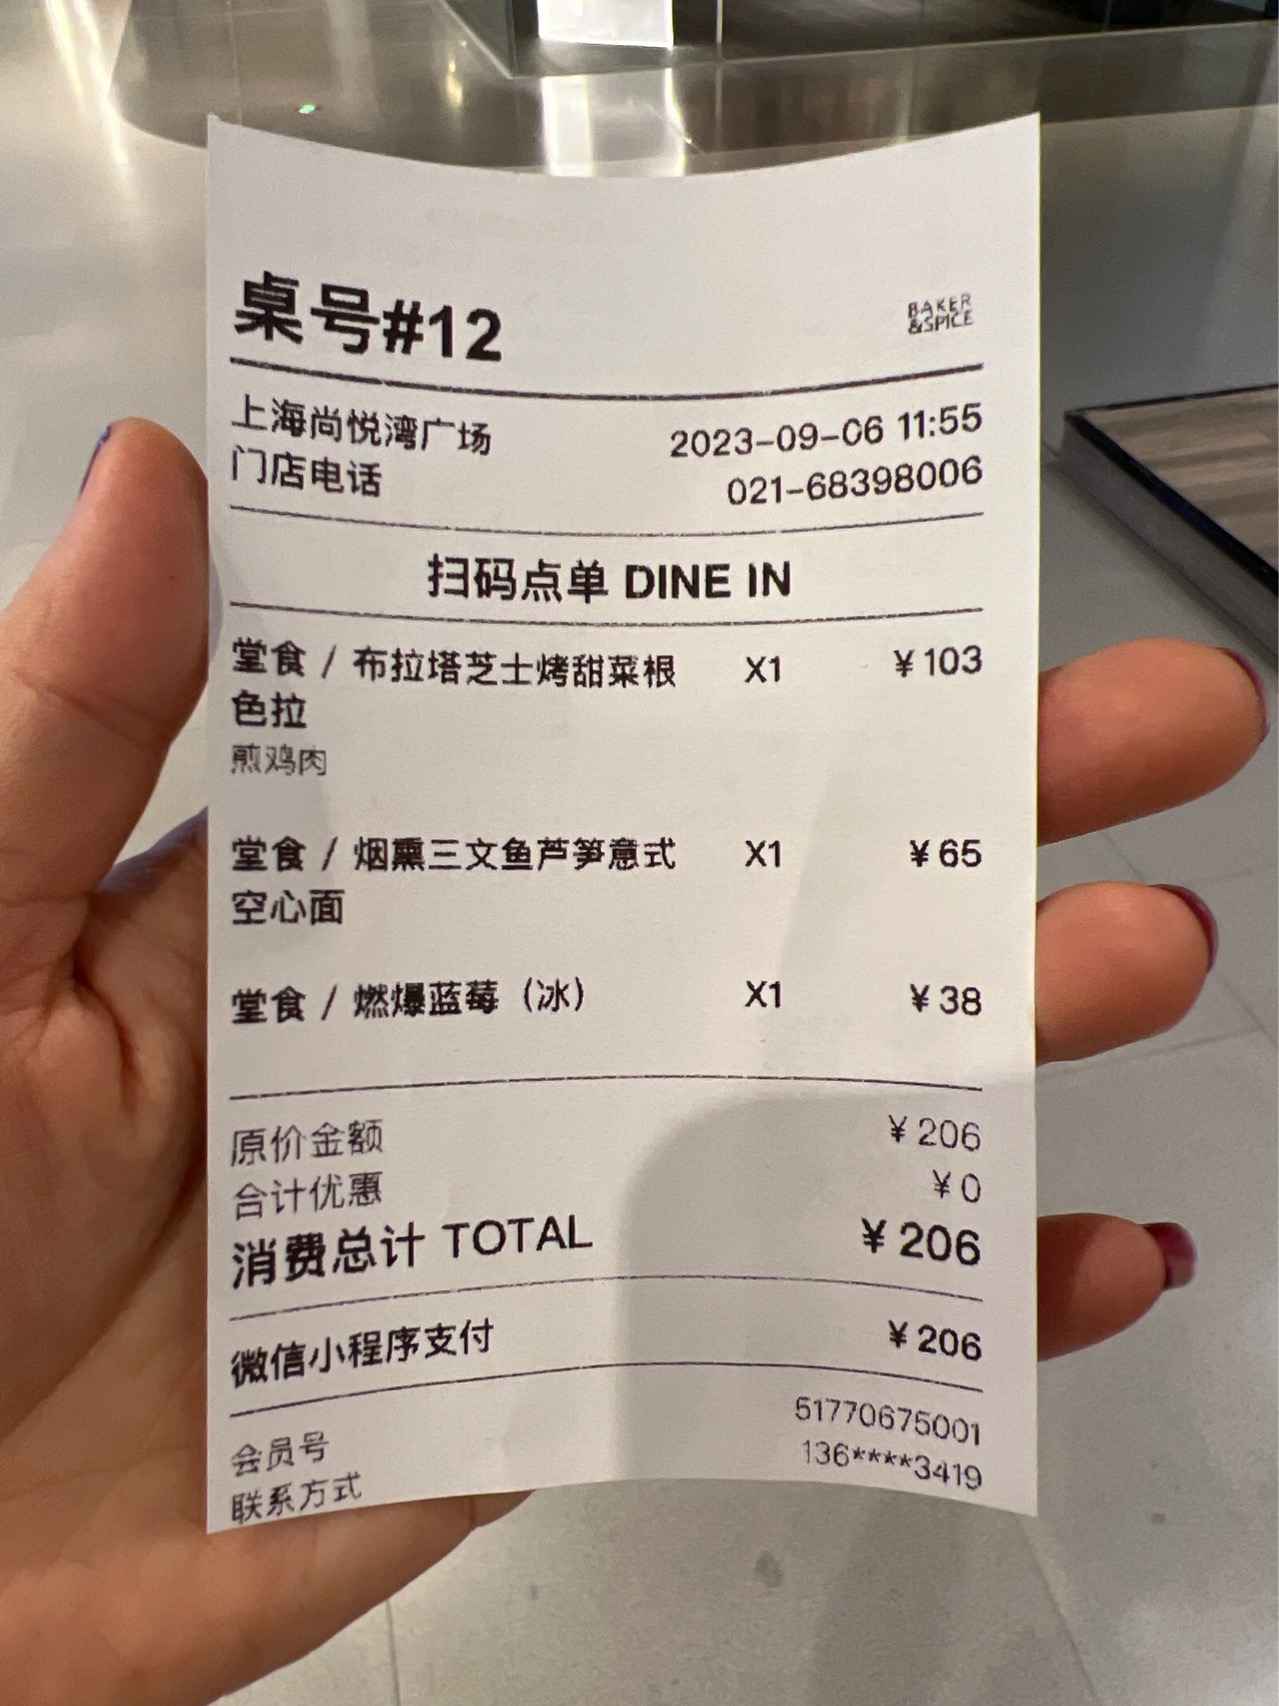 桌号#12
BAKER
&SPICE
上海尚悦湾广场 2023-09-06 11:55
门店电话 021-68398006
扫码点单 DINE IN
堂食 / 布拉塔芝士烤甜菜根 X1 ¥103
色拉
煎鸡肉
堂食 / 烟熏三文鱼芦笋意式 X1 ¥65
空心面
堂食 / 燃爆蓝莓（冰） X1 ¥38
原价金额 ¥206
合计优惠 ¥0
消费总计 TOTAL ¥206
微信小程序支付 ¥206
会员号 51770675001
联系方式 136****3419